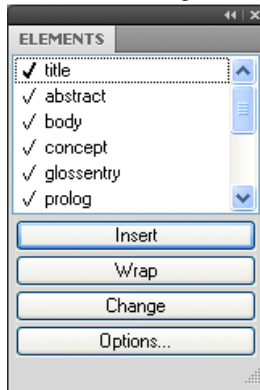 ELEMENTS
✓ title
✓ abstract
✓ body
✓ concept
✓ glossentry
✓ prolog
Insert
Wrap
Change
Options...